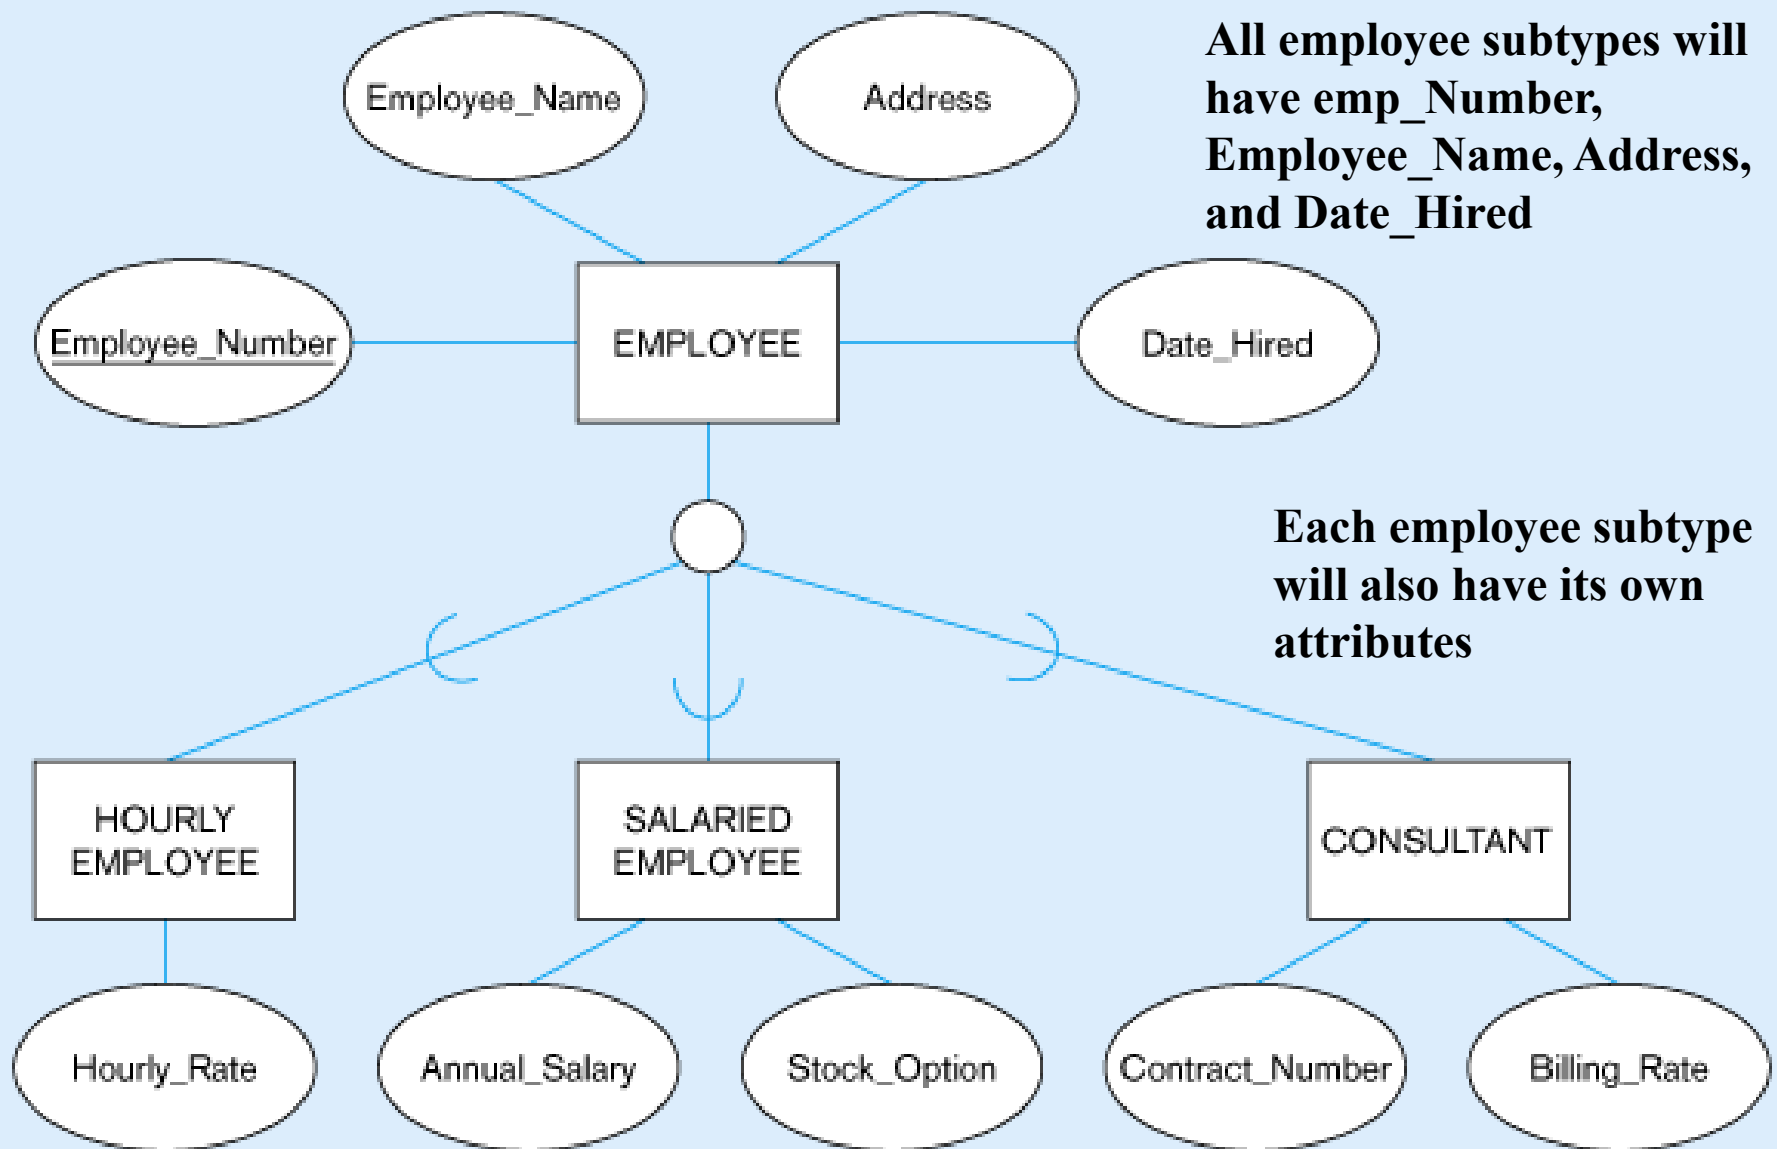 All employee subtypes will
have emp_Number,
Employee_Name, Address,
and Date_Hired
Employee_Name
Address
Employee_Number
EMPLOYEE
Date_Hired
Each employee subtype
will also have its own
attributes
HOURLY
EMPLOYEE
SALARIED
EMPLOYEE
CONSULTANT
Hourly_Rate
Annual_Salary
Stock_Option
Contract_Number
Billing_Rate